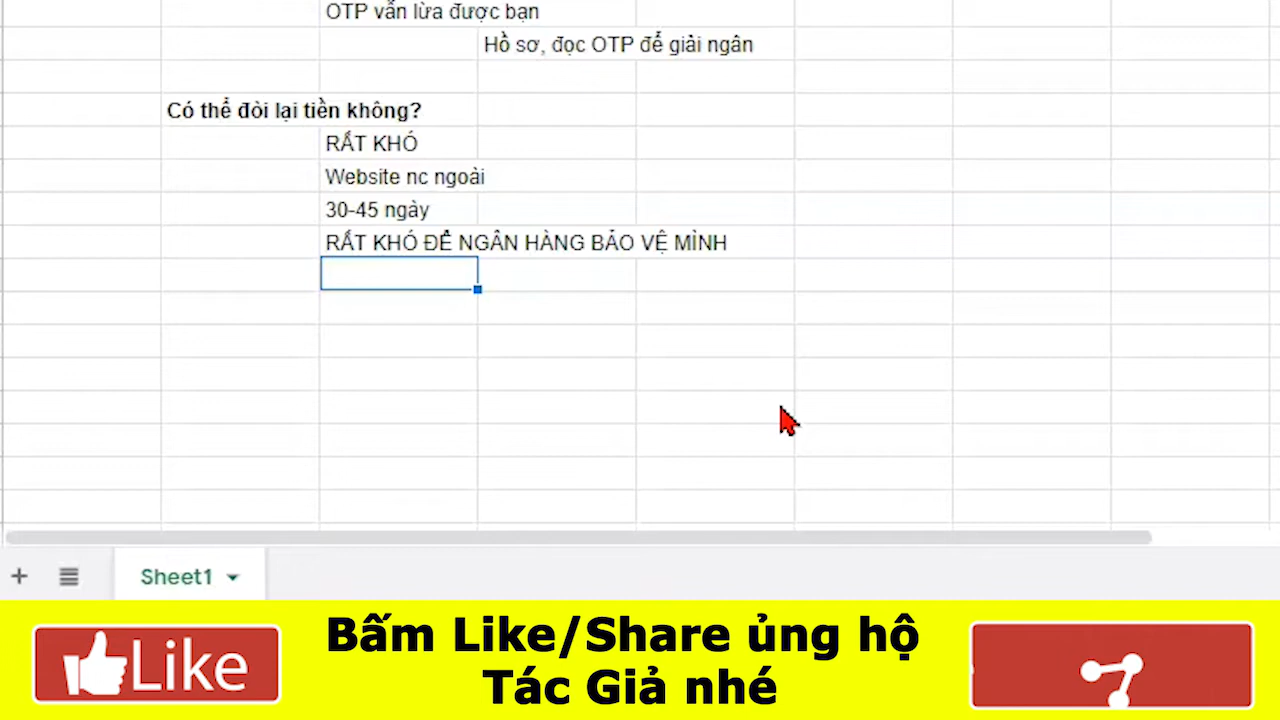 OTP vẫn lừa được bạn
Hồ sơ, đọc OTP để giải ngân
Có thể đòi lại tiền không?
RẤT KHÓ
Website nc ngoài
30-45 ngày
RẤT KHÓ ĐỂ NGÂN HÀNG BẢO VỆ MÌNH
Sheet1
Like
Bấm Like/Share ủng hộ
Tác Giả nhé